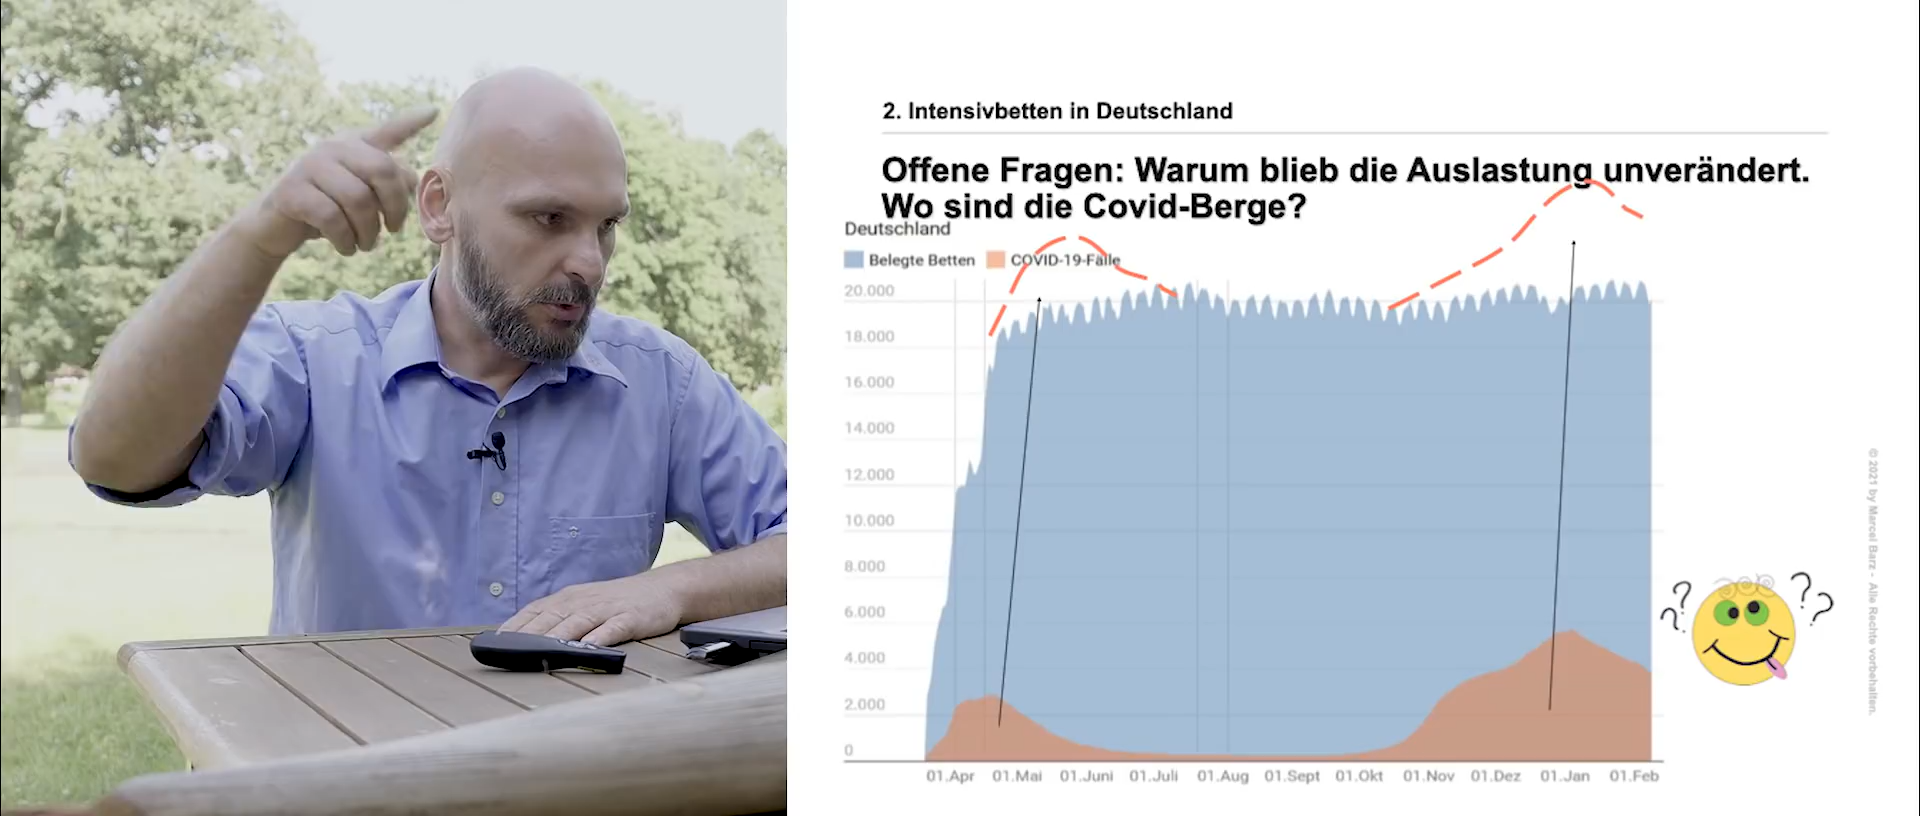 2. Intensivbetten in Deutschland
Offene Fragen: Warum blieb die Auslastung unverändert.
Wo sind die Covid-Berge?
Deutschland
Belegte Betten
COVID-19-Fälle
20.000
18.000
16.000
14.000
12.000
10.000
8.000
6.000
4.000
2.000
0
01.Apr
01.Mai
01.Juni
01.Juli
01.Aug
01.Sept
01.Okt
01.Nov
01.Dez
01.Jan
01.Feb
??
??
© 2021 by Marcel Barz - Alle Rechte vorbehalten.